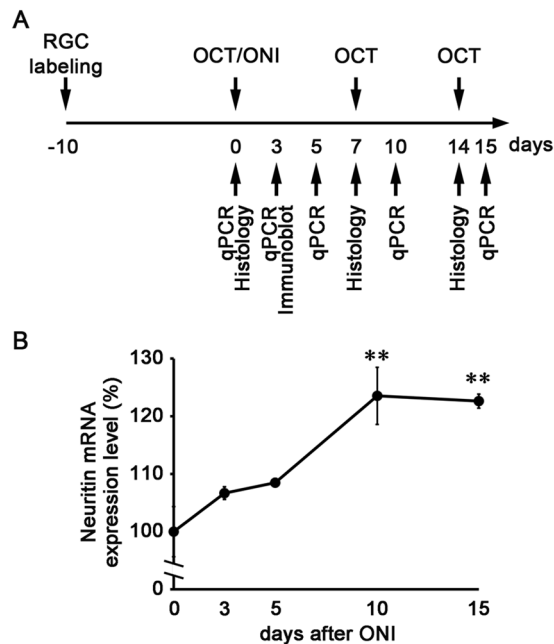 A
RGC
labeling
OCT/ONI
OCT
OCT
-10
0
3
5
7
10
14
15
days
qPCR
Histology
qPCR
Immunoblot
qPCR
Histology
qPCR
Histology
qPCR
B
Neuritin mRNA
expression level (%)
130
120
110
100
0
**
**
0
3
5
10
15
days after ONI